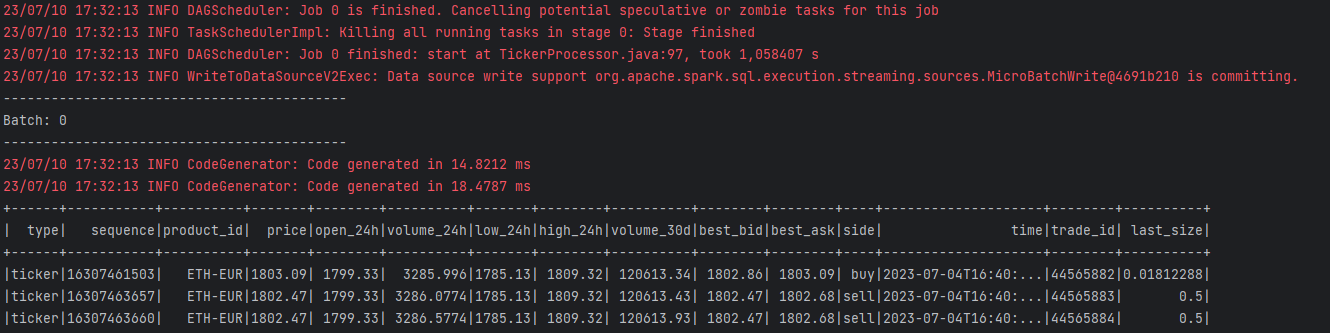 23/07/10 17:32:13 INFO DAGScheduler: Job 0 is finished. Cancelling potential speculative or zombie tasks for this job
23/07/10 17:32:13 INFO TaskSchedulerImpl: Killing all running tasks in stage 0: Stage finished
23/07/10 17:32:13 INFO DAGScheduler: Job 0 finished: start at TickerProcessor.java:97, took 1,058407 s
23/07/10 17:32:13 INFO WriteToDataSourceV2Exec: Data source write support org.apache.spark.sql.execution.streaming.sources.MicroBatchWrite@4691b210 is committing.
-------------------------------------------
Batch: 0
-------------------------------------------
23/07/10 17:32:13 INFO CodeGenerator: Code generated in 14.8212 ms
23/07/10 17:32:13 INFO CodeGenerator: Code generated in 18.4787 ms
+------+-----------+----------+-------+--------+----------+-------+--------+----------+--------+--------+----+--------------------+--------+----------+
|  type|   sequence|product_id|  price|open_24h|volume_24h|low_24h|high_24h|volume_30d|best_bid|best_ask|side|                time|trade_id| last_size|
+------+-----------+----------+-------+--------+----------+-------+--------+----------+--------+--------+----+--------------------+--------+----------+
|ticker|16307461503|   ETH-EUR|1803.09| 1799.33|  3285.996|1785.13| 1809.32| 120613.34| 1802.86| 1803.09| buy|2023-07-04T16:40:...|44565882|0.01812288|
|ticker|16307463657|   ETH-EUR|1802.47| 1799.33| 3286.0774|1785.13| 1809.32| 120613.43| 1802.47| 1802.68|sell|2023-07-04T16:40:...|44565883|       0.5|
|ticker|16307463660|   ETH-EUR|1802.47| 1799.33| 3286.5774|1785.13| 1809.32| 120613.93| 1802.47| 1802.68|sell|2023-07-04T16:40:...|44565884|       0.5|